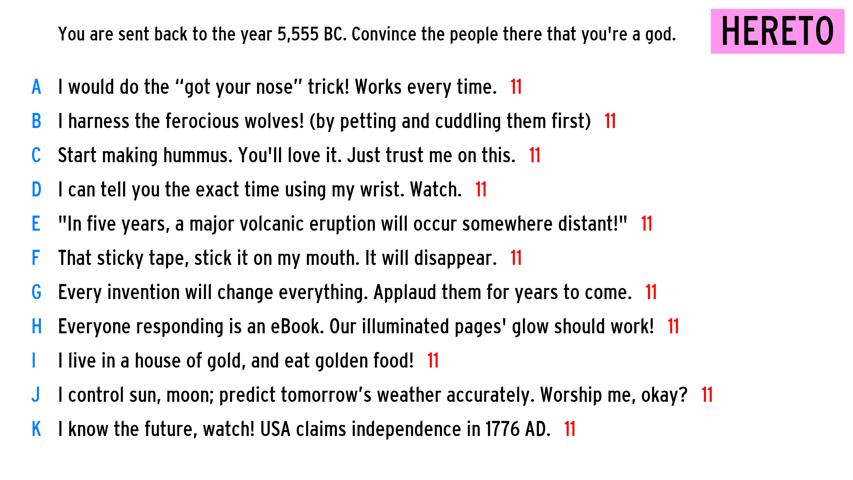 You are sent back to the year 5,555 BC. Convince the people there that you're a god.
HERETO
A I would do the “got your nose” trick! Works every time. 11
B I harness the ferocious wolves! (by petting and cuddling them first) 11
C Start making hummus. You'll love it. Just trust me on this. 11
D I can tell you the exact time using my wrist. Watch. 11
E "In five years, a major volcanic eruption will occur somewhere distant!" 11
F That sticky tape, stick it on my mouth. It will disappear. 11
G Every invention will change everything. Applaud them for years to come. 11
H Everyone responding is an eBook. Our illuminated pages' glow should work! 11
I I live in a house of gold, and eat golden food! 11
J I control sun, moon; predict tomorrow’s weather accurately. Worship me, okay? 11
K I know the future, watch! USA claims independence in 1776 AD. 11